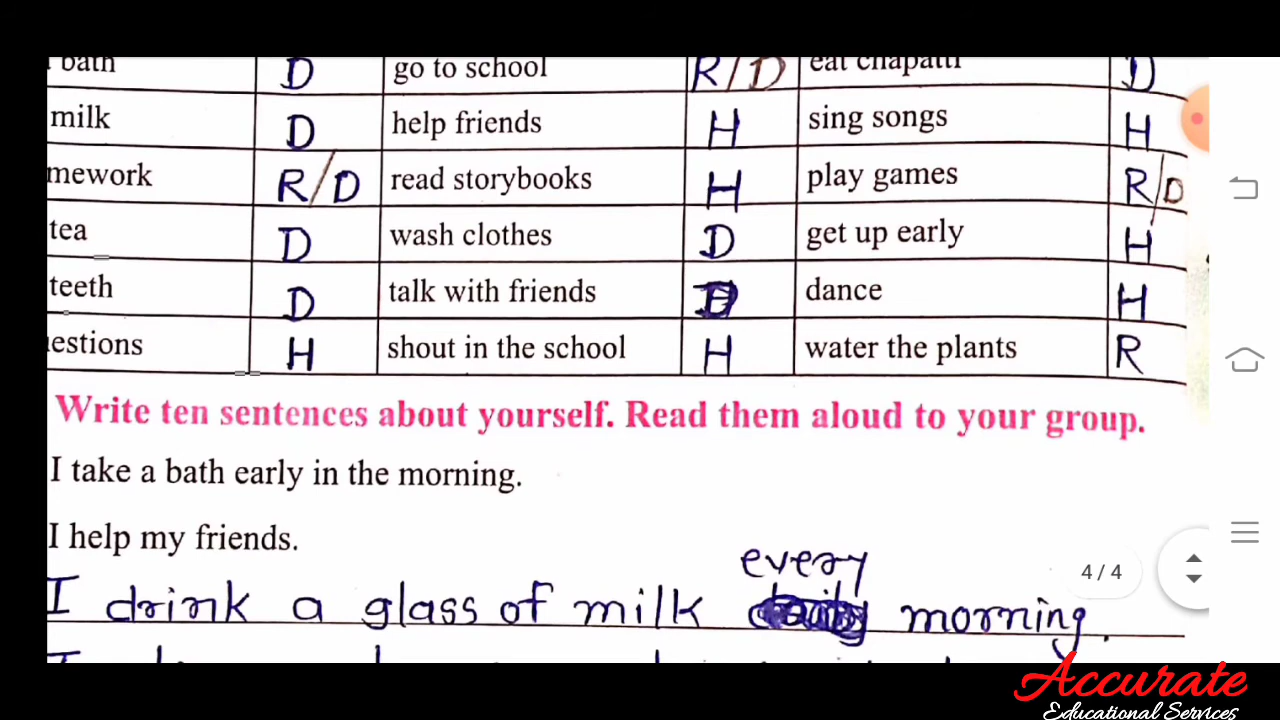 bath D go to school R/D eat chapatti D
milk D help friends H sing songs H
mework R/D read storybooks H play games R/D
tea D wash clothes D get up early H
teeth D talk with friends dance H
estions H shout in the school H water the plants R
Write ten sentences about yourself. Read them aloud to your group.
I take a bath early in the morning.
I help my friends.
every
I drink a glass of milk morning.
4/4
Accurate
Educational Services